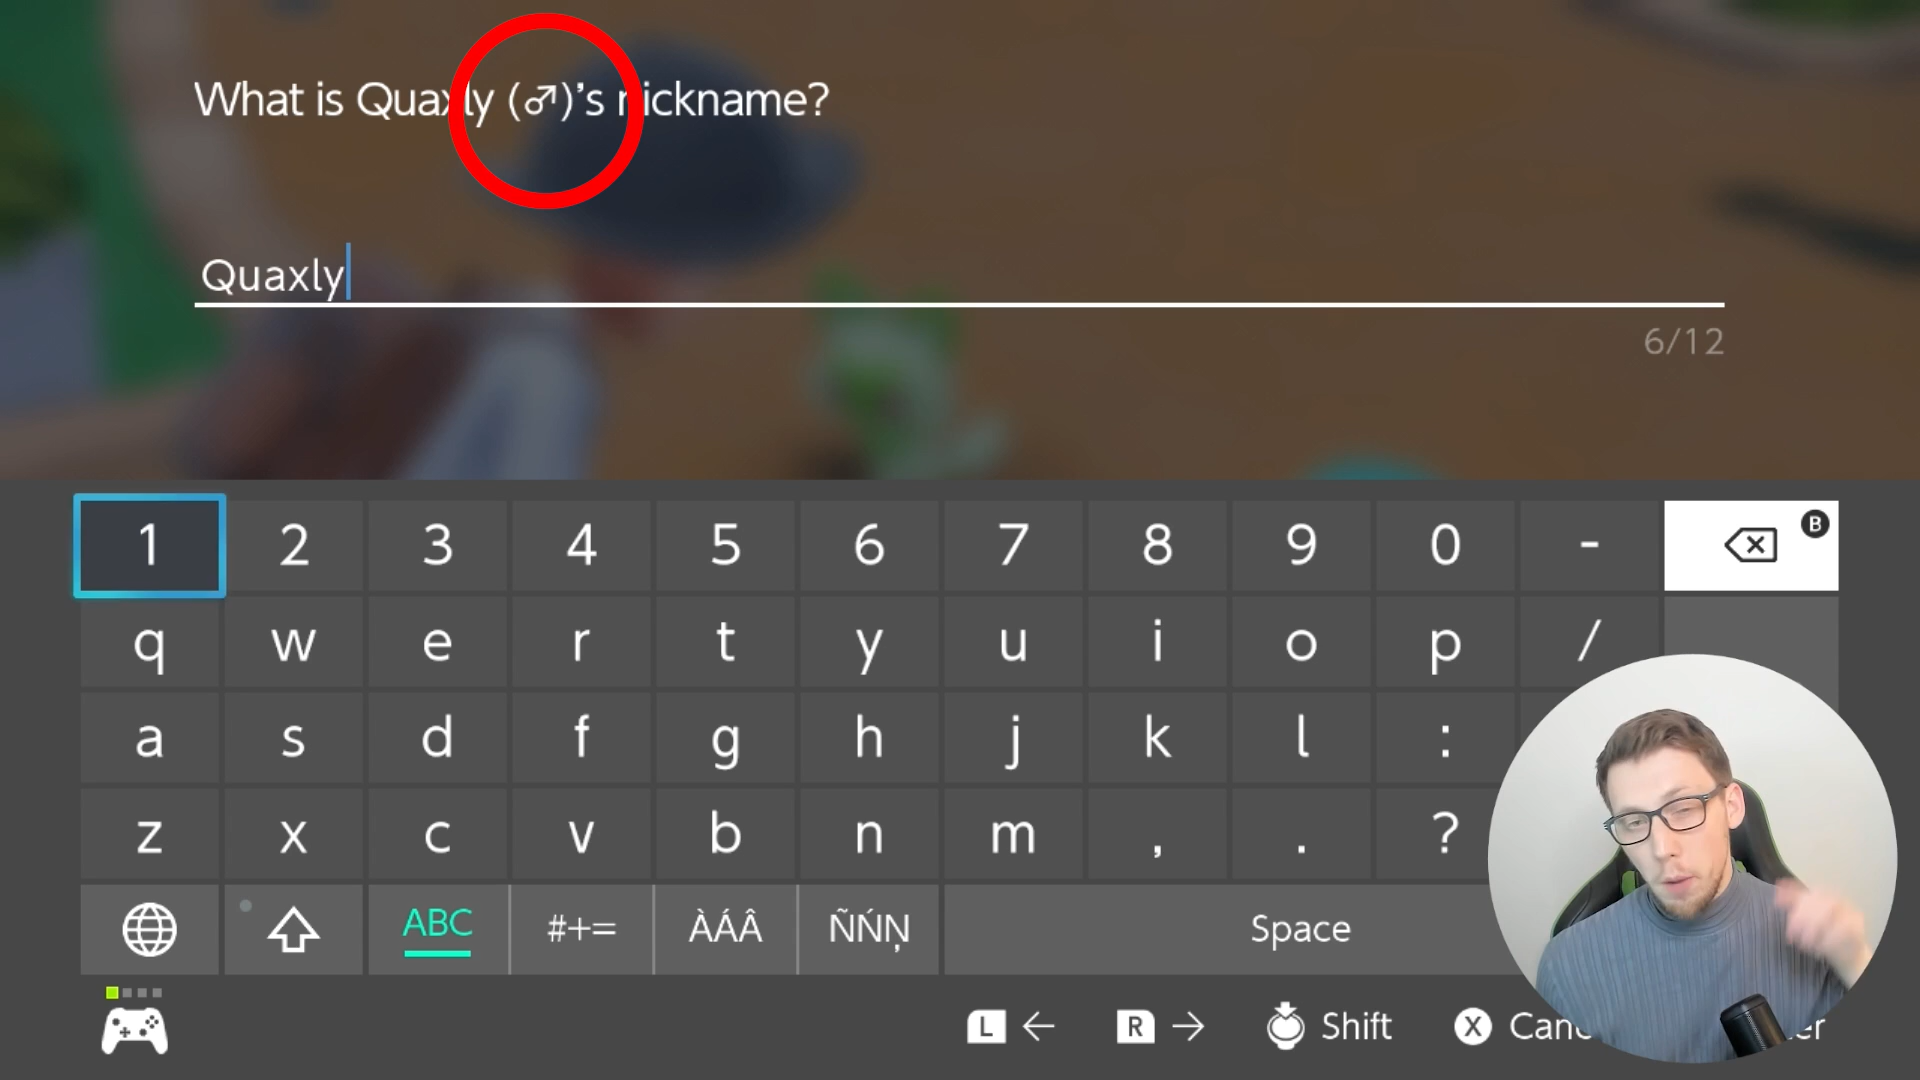 What is Quaxly (♂)'s nickname?
Quaxly
6/12
1 2 3 4 5 6 7 8 9 0 - B
q w e r t y u i o p /
a s d f g h j k l :
z x c v b n m , . ?
ABC #+= ÀÁÂ ÑŃŅ Space
L ← R → Shift X